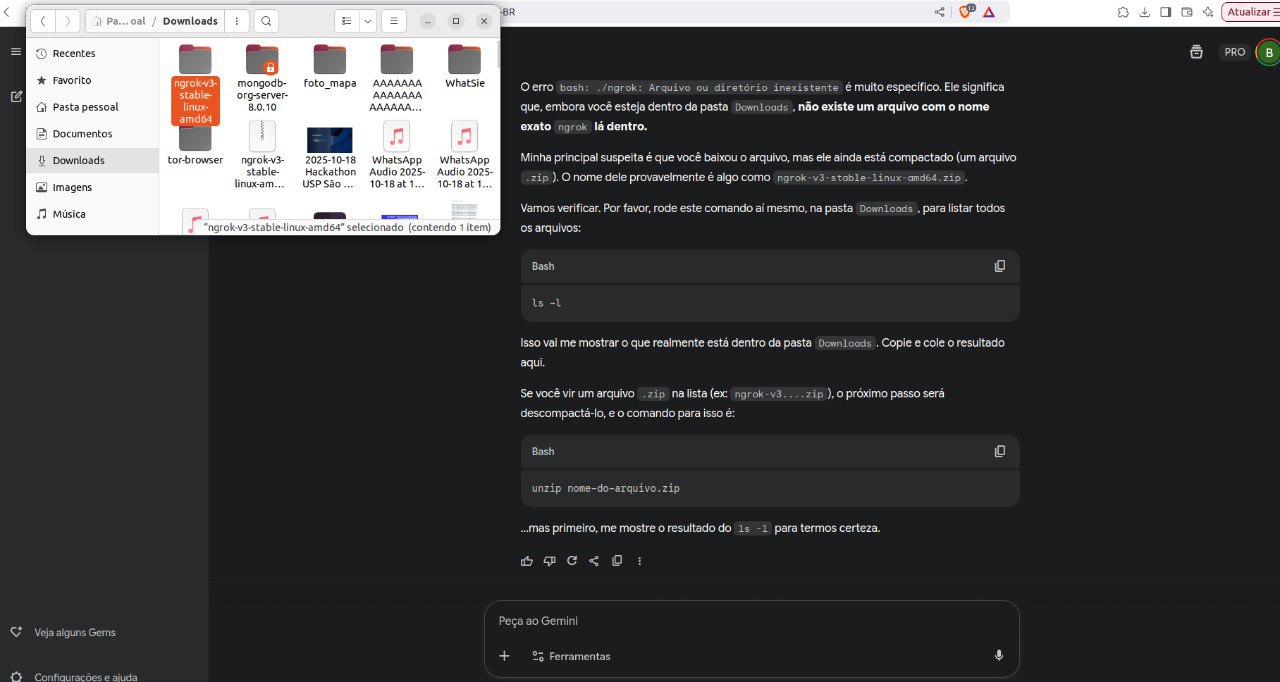 -BR
Atualizar
Pa... oal / Downloads
Recentes
Favorito
Pasta pessoal
Documentos
Downloads
Imagens
Música
ngrok-v3-
stable-
linux-
amd64
mongodb-
org-server-
8.0.10
foto_mapa
AAAAAAA
AAAAAAA
AAAAAA...
WhatSie
tor-browser
ngrok-v3-
stable-
linux-am...
2025-10-18
Hackathon
USP São ...
WhatsApp
Audio 2025-
10-18 at 1...
WhatsApp
Audio 2025-
10-18 at 1...
"ngrok-v3-stable-linux-amd64" selecionado (contendo 1 item)
PRO
B
O erro bash: ./ngrok: Arquivo ou diretório inexistente é muito específico. Ele significa
que, embora você esteja dentro da pasta Downloads, não existe um arquivo com o nome
exato ngrok lá dentro.
Minha principal suspeita é que você baixou o arquivo, mas ele ainda está compactado (um arquivo
.zip). O nome dele provavelmente é algo como ngrok-v3-stable-linux-amd64.zip.
Vamos verificar. Por favor, rode este comando aí mesmo, na pasta Downloads, para listar todos
os arquivos:
Bash
ls -l
Isso vai me mostrar o que realmente está dentro da pasta Downloads. Copie e cole o resultado
aqui.
Se você vir um arquivo .zip na lista (ex: ngrok-v3....zip), o próximo passo será
descompactá-lo, e o comando para isso é:
Bash
unzip nome-do-arquivo.zip
...mas primeiro, me mostre o resultado do ls -l para termos certeza.
Peça ao Gemini
Ferramentas
Veja alguns Gems
Configurações e ajuda